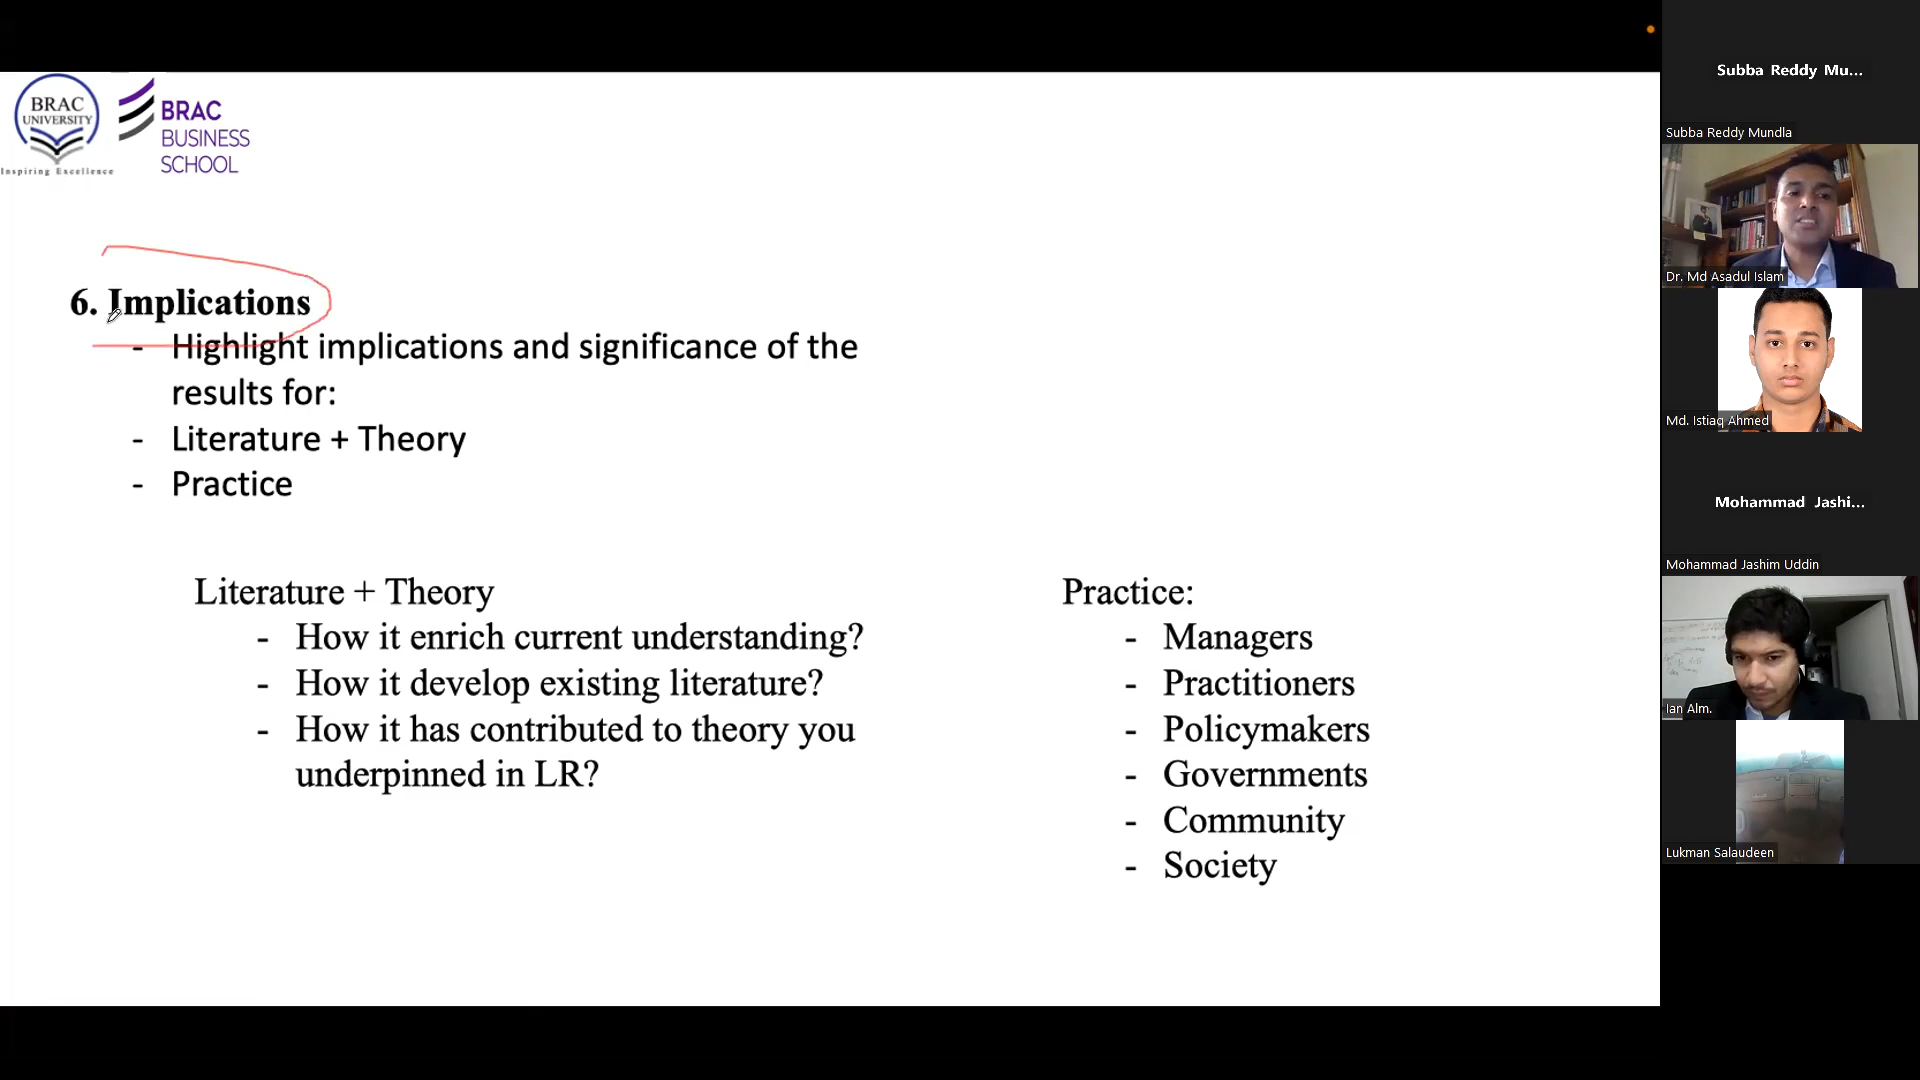 BRAC
UNIVERSITY
Inspiring Excellence
BRAC
BUSINESS
SCHOOL
6. Implications
- Highlight implications and significance of the
results for:
- Literature + Theory
- Practice
Literature + Theory
- How it enrich current understanding?
- How it develop existing literature?
- How it has contributed to theory you
underpinned in LR?
Practice:
- Managers
- Practitioners
- Policymakers
- Governments
- Community
- Society
Subba Reddy Mu...
Subba Reddy Mundla
Dr. Md Asadul Islam
Md. Istiaq Ahmed
Mohammad Jashi...
Mohammad Jashim Uddin
Ian Alm.
Lukman Salaudeen